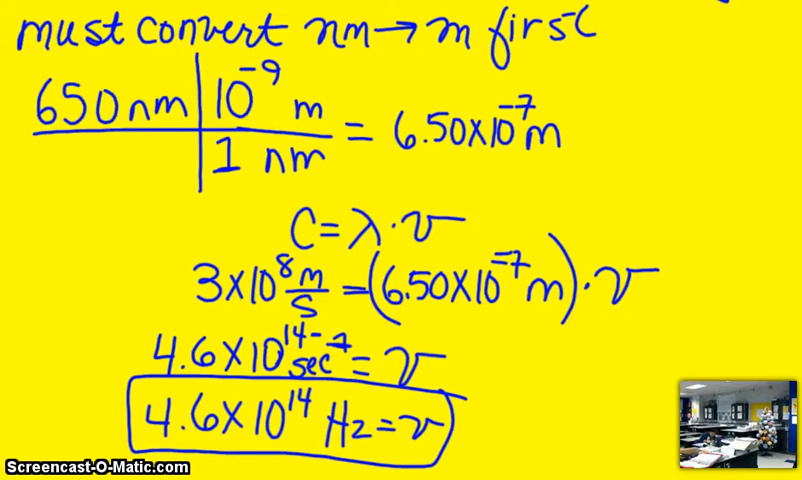 must convert nm→m first
650 nm | 10⁻⁹ m
1 nm
= 6.50x10⁻⁷ m
C = λ · ν
3x10⁸ m/s = (6.50x10⁻⁷ m) · ν
4.6x10¹⁴ sec⁻¹ = ν
4.6x10¹⁴ Hz = ν
Screencast-O-Matic.com